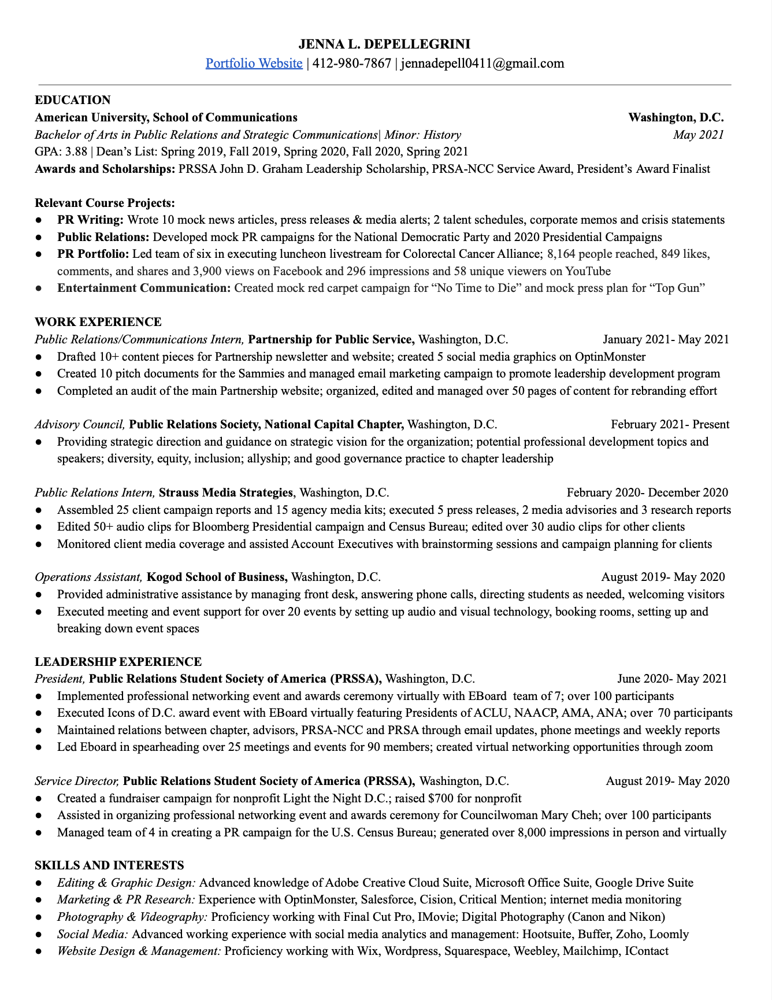 JENNA L. DEPELLEGRINI
Portfolio Website | 412-980-7867 | jennadepell0411@gmail.com
EDUCATION
American University, School of Communications Washington, D.C.
Bachelor of Arts in Public Relations and Strategic Communications| Minor: History May 2021
GPA: 3.88 | Dean's List: Spring 2019, Fall 2019, Spring 2020, Fall 2020, Spring 2021
Awards and Scholarships: PRSSA John D. Graham Leadership Scholarship, PRSA-NCC Service Award, President's Award Finalist
Relevant Course Projects:
● PR Writing: Wrote 10 mock news articles, press releases & media alerts; 2 talent schedules, corporate memos and crisis statements
● Public Relations: Developed mock PR campaigns for the National Democratic Party and 2020 Presidential Campaigns
● PR Portfolio: Led team of six in executing luncheon livestream for Colorectal Cancer Alliance; 8,164 people reached, 849 likes,
comments, and shares and 3,900 views on Facebook and 296 impressions and 58 unique viewers on YouTube
● Entertainment Communication: Created mock red carpet campaign for “No Time to Die” and mock press plan for “Top Gun”
WORK EXPERIENCE
Public Relations/Communications Intern, Partnership for Public Service, Washington, D.C. January 2021- May 2021
● Drafted 10+ content pieces for Partnership newsletter and website; created 5 social media graphics on OptinMonster
● Created 10 pitch documents for the Sammies and managed email marketing campaign to promote leadership development program
● Completed an audit of the main Partnership website; organized, edited and managed over 50 pages of content for rebranding effort
Advisory Council, Public Relations Society, National Capital Chapter, Washington, D.C. February 2021- Present
● Providing strategic direction and guidance on strategic vision for the organization; potential professional development topics and
speakers; diversity, equity, inclusion; allyship; and good governance practice to chapter leadership
Public Relations Intern, Strauss Media Strategies, Washington, D.C. February 2020- December 2020
● Assembled 25 client campaign reports and 15 agency media kits; executed 5 press releases, 2 media advisories and 3 research reports
● Edited 50+ audio clips for Bloomberg Presidential campaign and Census Bureau; edited over 30 audio clips for other clients
● Monitored client media coverage and assisted Account Executives with brainstorming sessions and campaign planning for clients
Operations Assistant, Kogod School of Business, Washington, D.C. August 2019- May 2020
● Provided administrative assistance by managing front desk, answering phone calls, directing students as needed, welcoming visitors
● Executed meeting and event support for over 20 events by setting up audio and visual technology, booking rooms, setting up and
breaking down event spaces
LEADERSHIP EXPERIENCE
President, Public Relations Student Society of America (PRSSA), Washington, D.C. June 2020- May 2021
● Implemented professional networking event and awards ceremony virtually with EBoard team of 7; over 100 participants
● Executed Icons of D.C. award event with EBoard virtually featuring Presidents of ACLU, NAACP, AMA, ANA; over 70 participants
● Maintained relations between chapter, advisors, PRSA-NCC and PRSA through email updates, phone meetings and weekly reports
● Led Eboard in spearheading over 25 meetings and events for 90 members; created virtual networking opportunities through zoom
Service Director, Public Relations Student Society of America (PRSSA), Washington, D.C. August 2019- May 2020
● Created a fundraiser campaign for nonprofit Light the Night D.C.; raised $700 for nonprofit
● Assisted in organizing professional networking event and awards ceremony for Councilwoman Mary Cheh; over 100 participants
● Managed team of 4 in creating a PR campaign for the U.S. Census Bureau; generated over 8,000 impressions in person and virtually
SKILLS AND INTERESTS
● Editing & Graphic Design: Advanced knowledge of Adobe Creative Cloud Suite, Microsoft Office Suite, Google Drive Suite
● Marketing & PR Research: Experience with OptinMonster, Salesforce, Cision, Critical Mention; internet media monitoring
● Photography & Videography: Proficiency working with Final Cut Pro, IMovie; Digital Photography (Canon and Nikon)
● Social Media: Advanced working experience with social media analytics and management: Hootsuite, Buffer, Zoho, Loomly
● Website Design & Management: Proficiency working with Wix, Wordpress, Squarespace, Weebley, Mailchimp, IContact